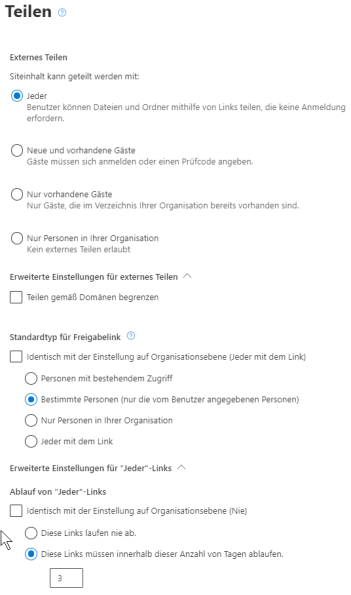 Teilen
Externes Teilen
Siteinhalt kann geteilt werden mit:
Jeder
Benutzer können Dateien und Ordner mithilfe von Links teilen, die keine Anmeldung
erfordern.
Neue und vorhandene Gäste
Gäste müssen sich anmelden oder einen Prüfcode angeben.
Nur vorhandene Gäste
Nur Gäste, die im Verzeichnis Ihrer Organisation bereits vorhanden sind.
Nur Personen in Ihrer Organisation
Kein externes Teilen erlaubt
Erweiterte Einstellungen für externes Teilen
Teilen gemäß Domänen begrenzen
Standardtyp für Freigabelink
Identisch mit der Einstellung auf Organisationsebene (Jeder mit dem Link)
Personen mit bestehendem Zugriff
Bestimmte Personen (nur die vom Benutzer angegebenen Personen)
Nur Personen in Ihrer Organisation
Jeder mit dem Link
Erweiterte Einstellungen für "Jeder"-Links
Ablauf von "Jeder"-Links
Identisch mit der Einstellung auf Organisationsebene (Nie)
Diese Links laufen nie ab.
Diese Links müssen innerhalb dieser Anzahl von Tagen ablaufen.
3